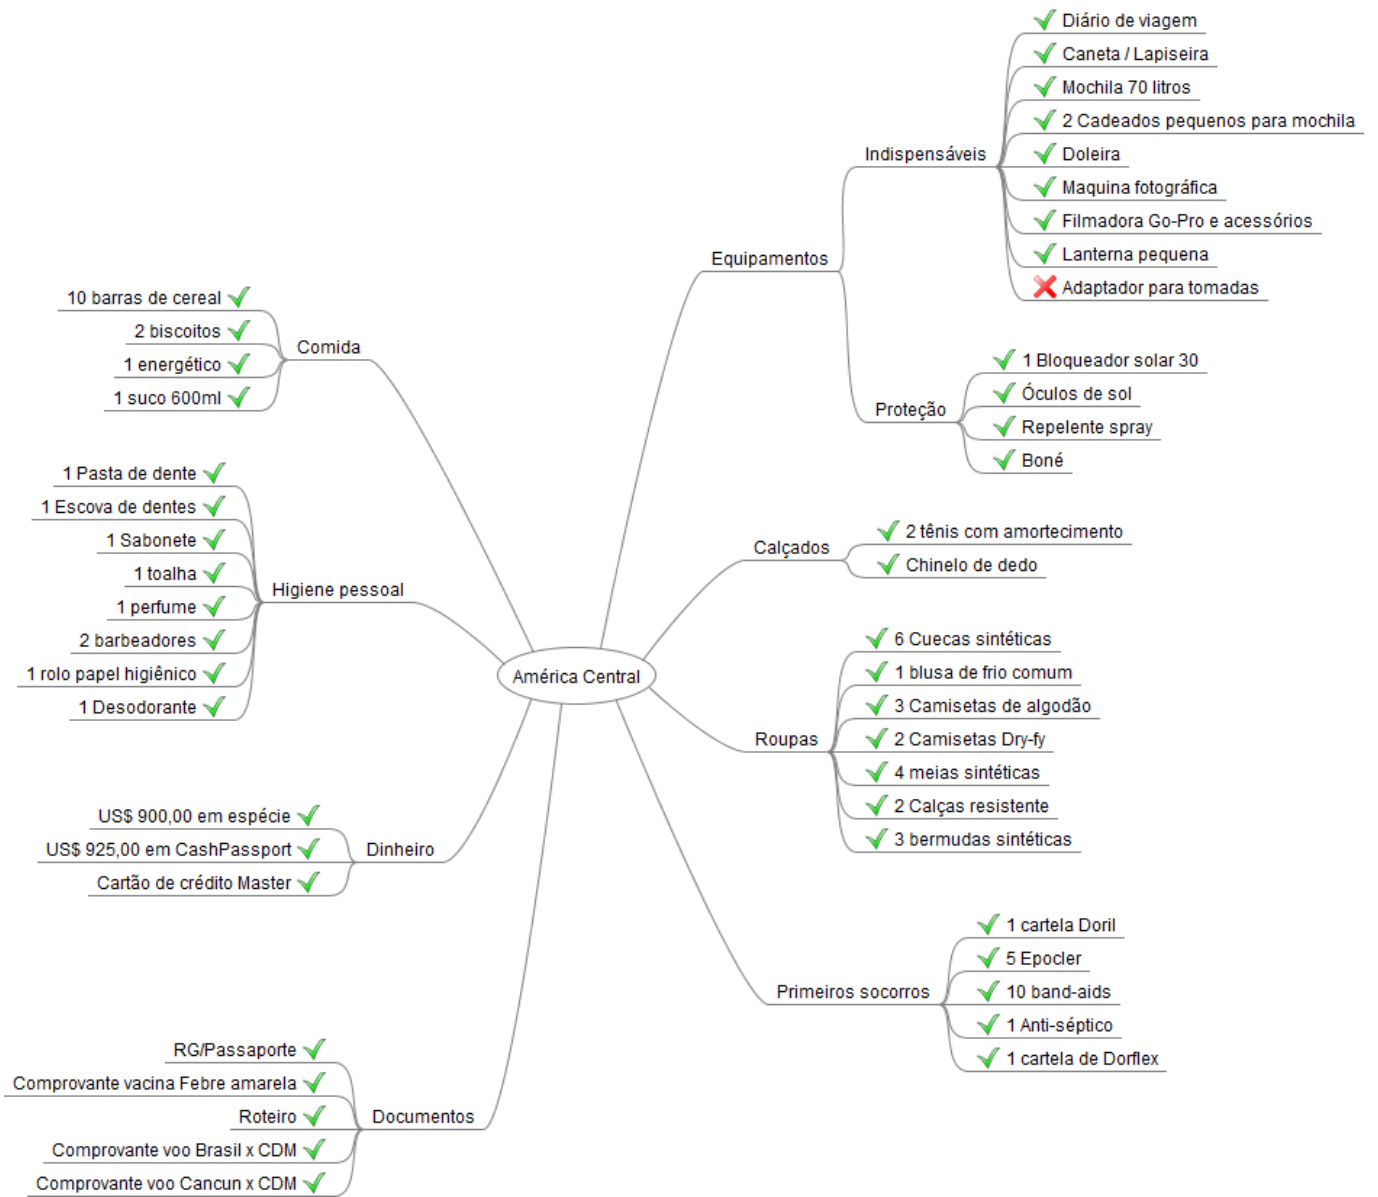 América Central
Equipamentos
Indispensáveis
Diário de viagem
Caneta / Lapiseira
Mochila 70 litros
2 Cadeados pequenos para mochila
Doleira
Maquina fotográfica
Filmadora Go-Pro e acessórios
Lanterna pequena
Adaptador para tomadas
Proteção
1 Bloqueador solar 30
Óculos de sol
Repelente spray
Boné
Calçados
2 tênis com amortecimento
Chinelo de dedo
Roupas
6 Cuecas sintéticas
1 blusa de frio comum
3 Camisetas de algodão
2 Camisetas Dry-fy
4 meias sintéticas
2 Calças resistente
3 bermudas sintéticas
Primeiros socorros
1 cartela Doril
5 Epocler
10 band-aids
1 Anti-séptico
1 cartela de Dorflex
Comida
10 barras de cereal
2 biscoitos
1 energético
1 suco 600ml
Higiene pessoal
1 Pasta de dente
1 Escova de dentes
1 Sabonete
1 toalha
1 perfume
2 barbeadores
1 rolo papel higiênico
1 Desodorante
Dinheiro
US$ 900,00 em espécie
US$ 925,00 em CashPassport
Cartão de crédito Master
Documentos
RG/Passaporte
Comprovante vacina Febre amarela
Roteiro
Comprovante voo Brasil x CDM
Comprovante voo Cancun x CDM